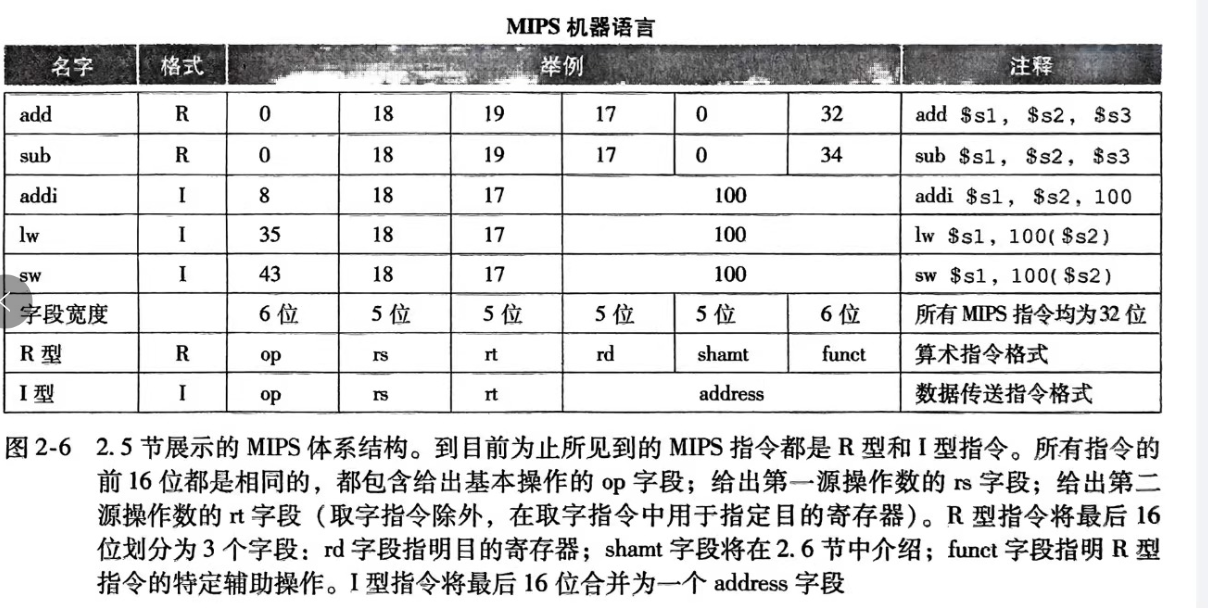 MIPS 机器语言
名字 格式 举例 注释
add R 0 18 19 17 0 32 add $s1, $s2, $s3
sub R 0 18 19 17 0 34 sub $s1, $s2, $s3
addi I 8 18 17 100 addi $s1, $s2, 100
lw I 35 18 17 100 lw $s1, 100($s2)
sw I 43 18 17 100 sw $s1, 100($s2)
字段宽度 6 位 5 位 5 位 5 位 5 位 6 位 所有 MIPS 指令均为 32 位
R 型 R op rs rt rd shamt funct 算术指令格式
I 型 I op rs rt address 数据传送指令格式
图 2-6 2.5 节展示的 MIPS 体系结构。到目前为止所见到的 MIPS 指令都是 R 型和 I 型指令。所有指令的
前 16 位都是相同的，都包含给出基本操作的 op 字段；给出第一源操作数的 rs 字段；给出第二
源操作数的 rt 字段（取字指令除外，在取字指令中用于指定目的寄存器）。R 型指令将最后 16
位划分为 3 个字段：rd 字段指明目的寄存器；shamt 字段将在 2.6 节中介绍；funct 字段指明 R 型
指令的特定辅助操作。I 型指令将最后 16 位合并为一个 address 字段